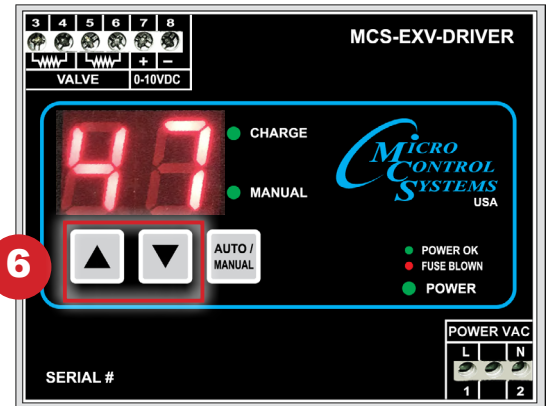 3 4 5 6 7 8
+ −
VALVE 0-10VDC
MCS-EXV-DRIVER
47
CHARGE
MANUAL
MICRO
CONTROL
SYSTEMS
USA
6
AUTO /
MANUAL
POWER OK
FUSE BLOWN
POWER
POWER VAC
L N
1 2
SERIAL #